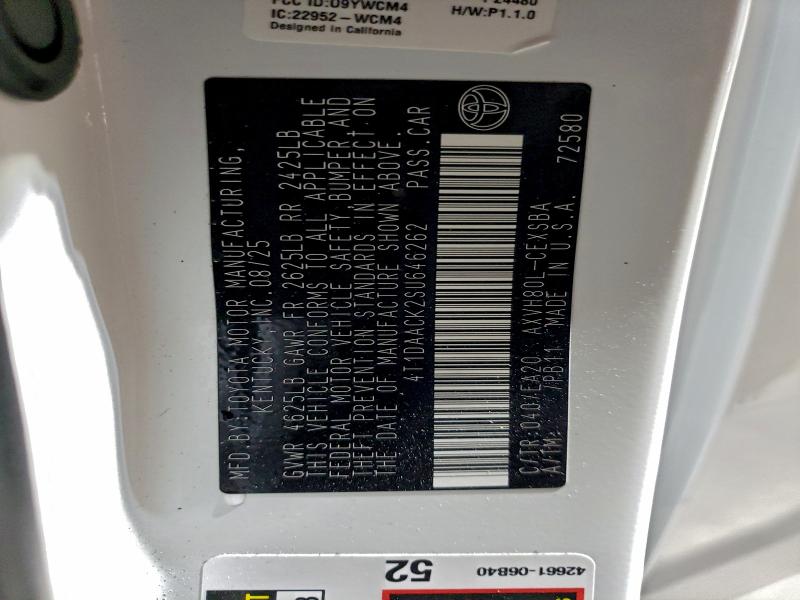 FCC ID:O9YWCM4
IC:22952-WCM4
Designed in California
H/W:P1.1.0
MFD.BY:TOYOTA MOTOR MANUFACTURING,
KENTUCKY,INC. 08/25
GVWR 4625LB GAWR FR 2625LB RR 2425LB
THIS VEHICLE CONFORMS TO ALL APPLICABLE
FEDERAL MOTOR VEHICLE SAFETY, BUMPER,AND
THEFT PREVENTION STANDARDS IN EFFECT ON
THE DATE OF MANUFACTURE SHOWN ABOVE.
4T1DAACK2SU646262 PASS.CAR
C/TR:040/EA20 AXVH80L-CEXSBA
A/TM: /PB11 MADE IN U.S.A. 72580
52
42661-06B40